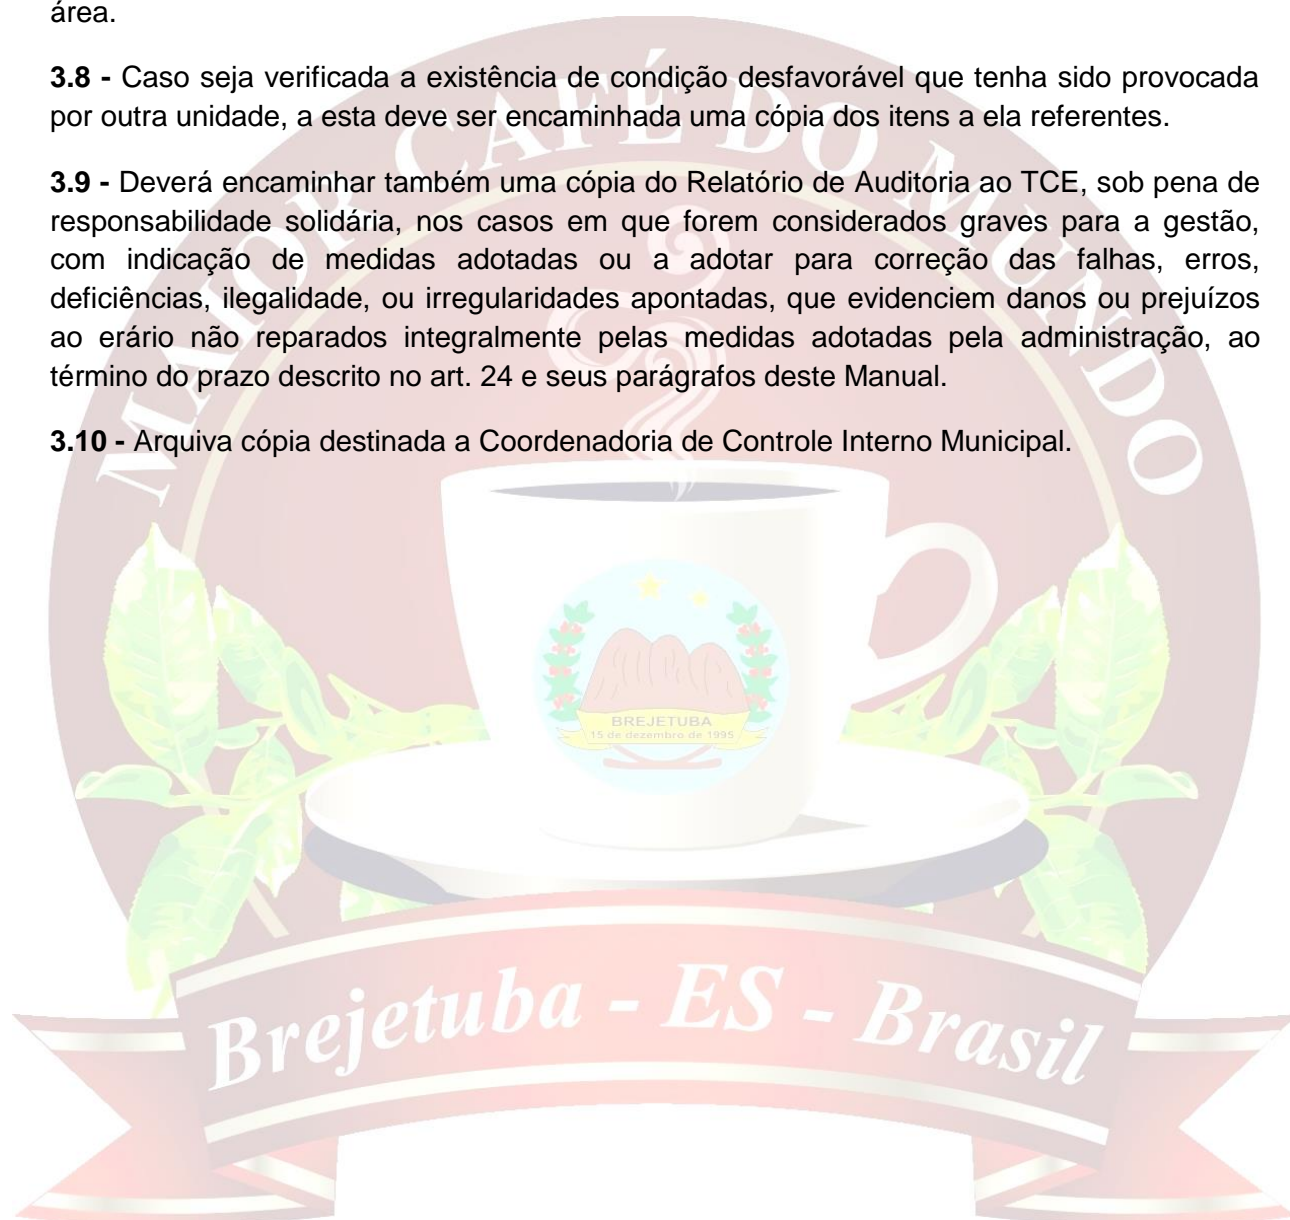 área.
3.8 - Caso seja verificada a existência de condição desfavorável que tenha sido provocada
por outra unidade, a esta deve ser encaminhada uma cópia dos itens a ela referentes.
3.9 - Deverá encaminhar também uma cópia do Relatório de Auditoria ao TCE, sob pena de
responsabilidade solidária, nos casos em que forem considerados graves para a gestão,
com indicação de medidas adotadas ou a adotar para correção das falhas, erros,
deficiências, ilegalidade, ou irregularidades apontadas, que evidenciem danos ou prejuízos
ao erário não reparados integralmente pelas medidas adotadas pela administração, ao
término do prazo descrito no art. 24 e seus parágrafos deste Manual.
3.10 - Arquiva cópia destinada a Coordenadoria de Controle Interno Municipal.
MAIOR CAFÉ DO MUNDO
BREJETUBA
15 de dezembro de 1995
Brejetuba - ES - Brasil